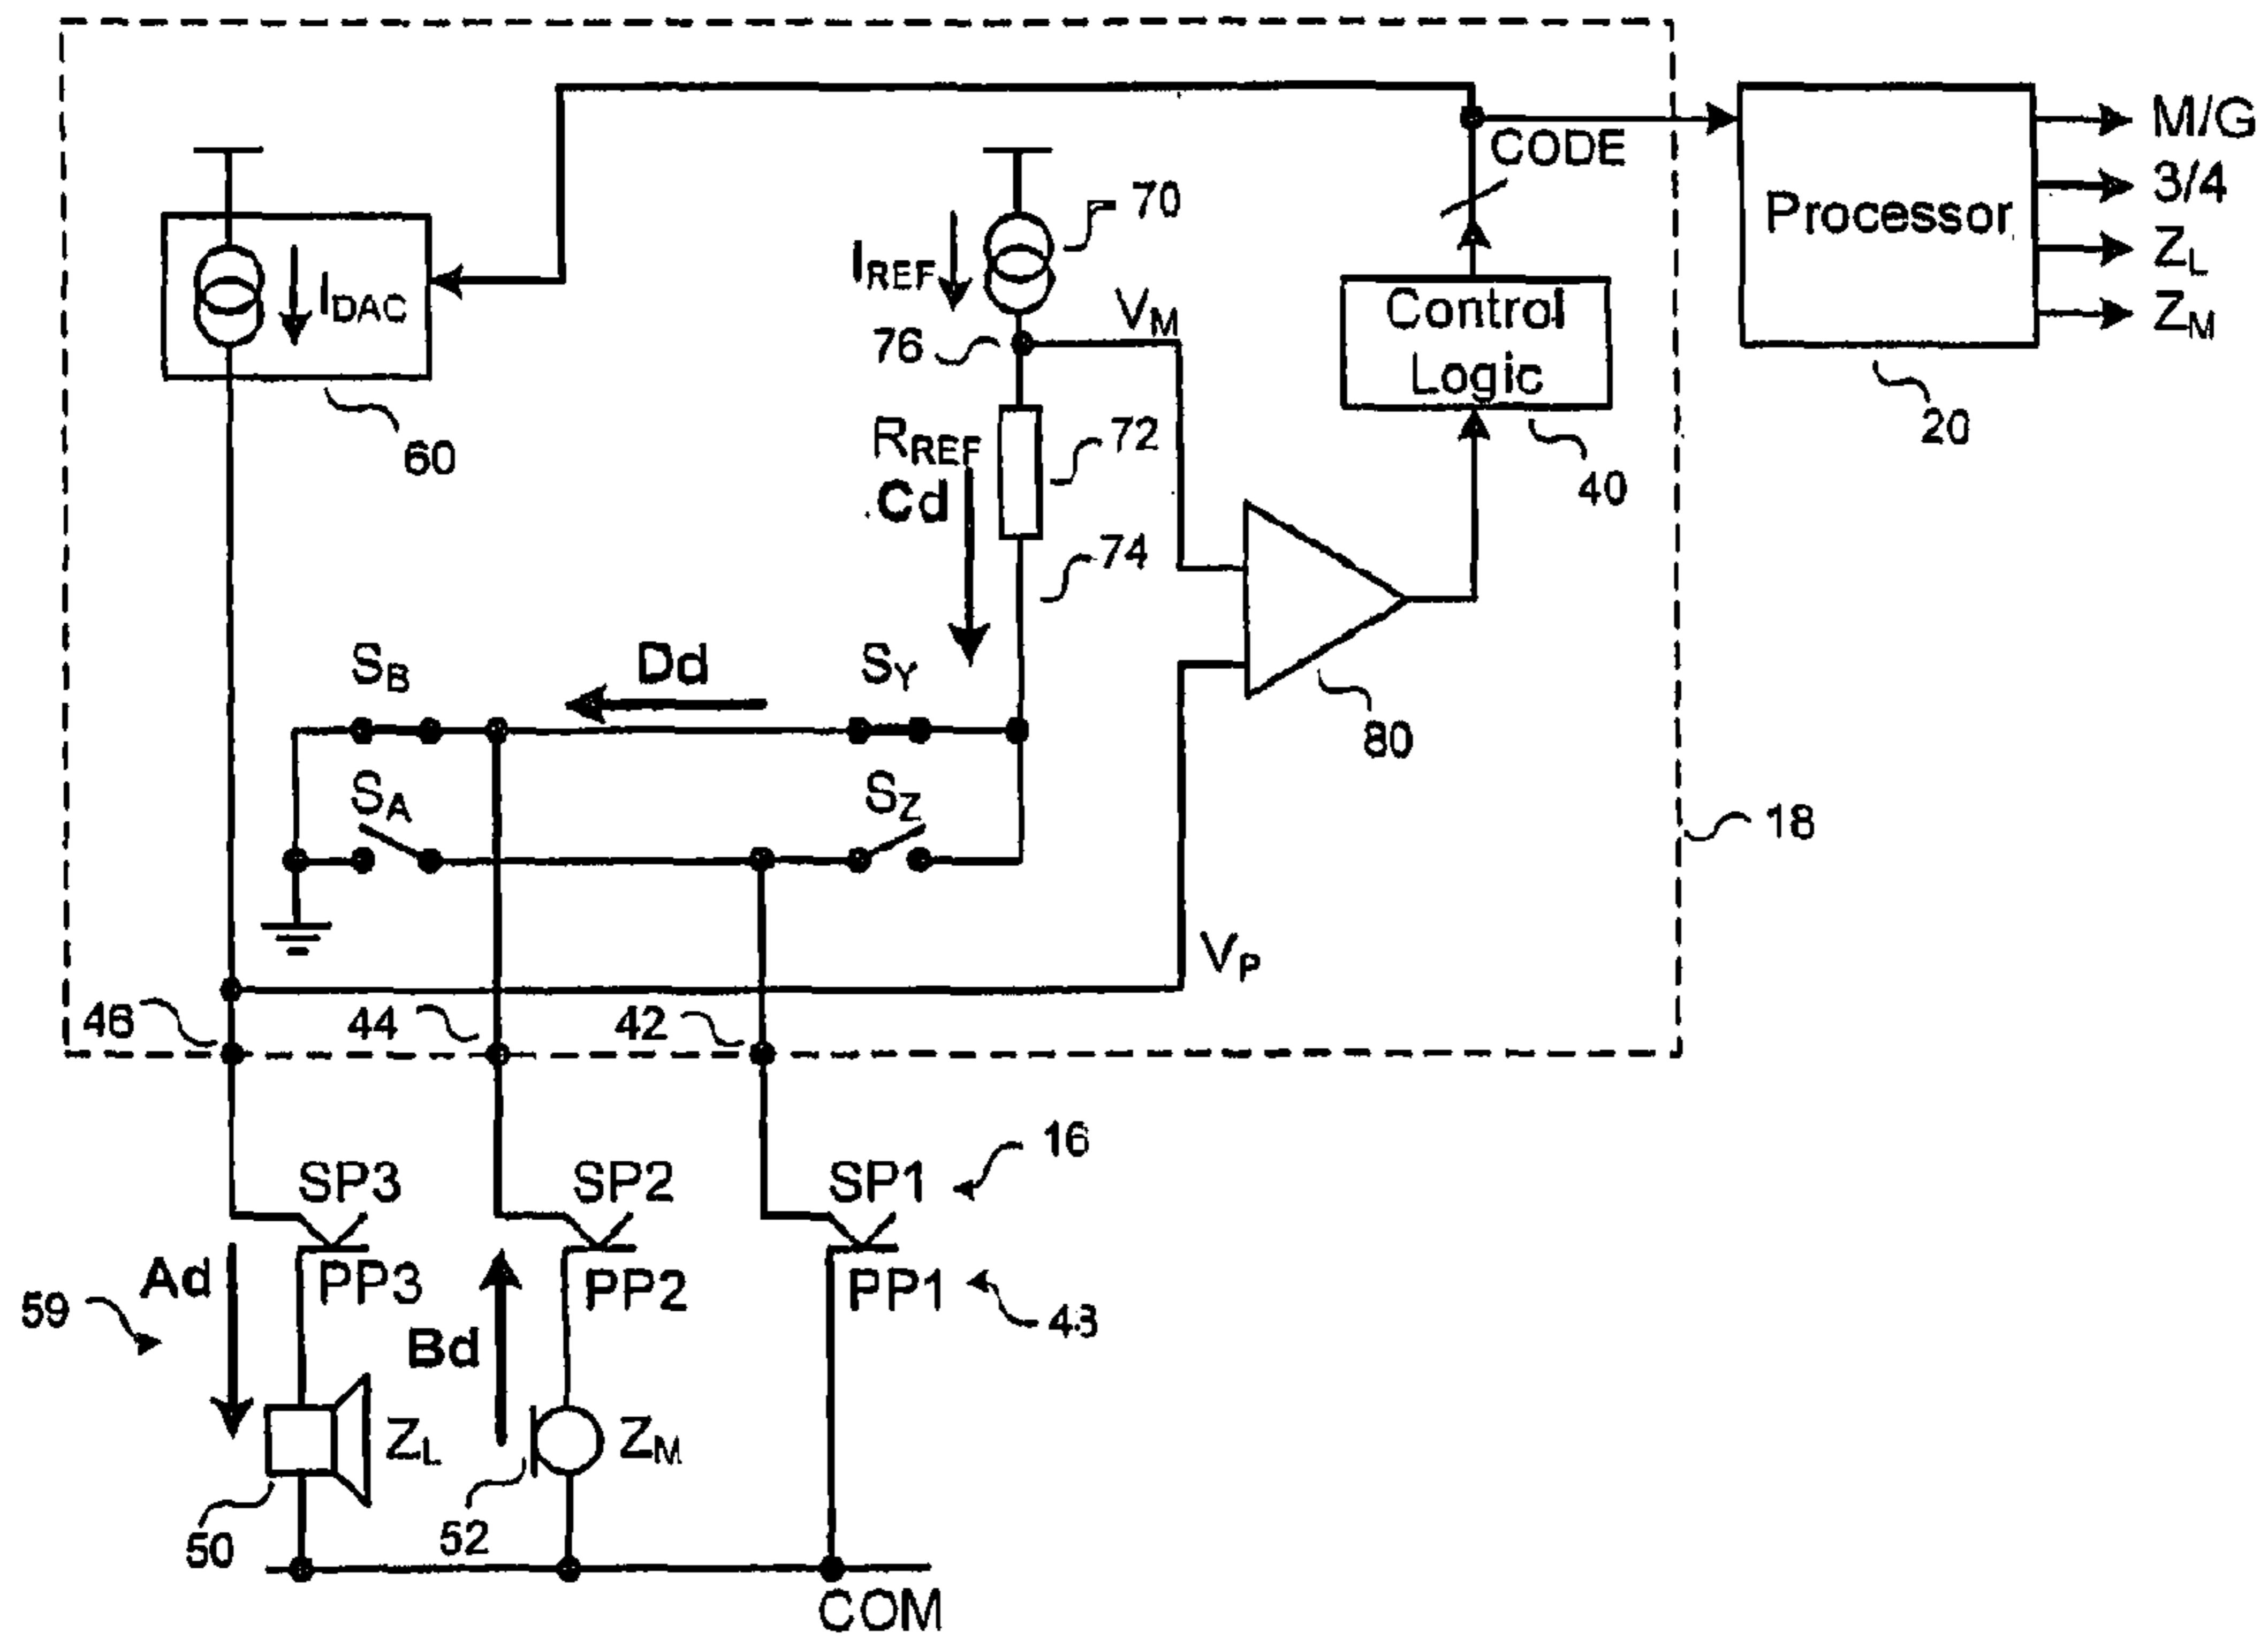 M/G
CODE
3/4
Processor
70
I_REF
Z_L
I_DAC
V_M
Control
Logic
Z_M
76
R_REF
72
20
60
40
Cd
74
S_B
Dd
S_Y
80
S_A
S_Z
18
V_P
46
44
42
16
SP3
SP2
SP1
Ad
PP3
PP2
PP1
59
48
Bd
Z_L
Z_M
50
52
COM